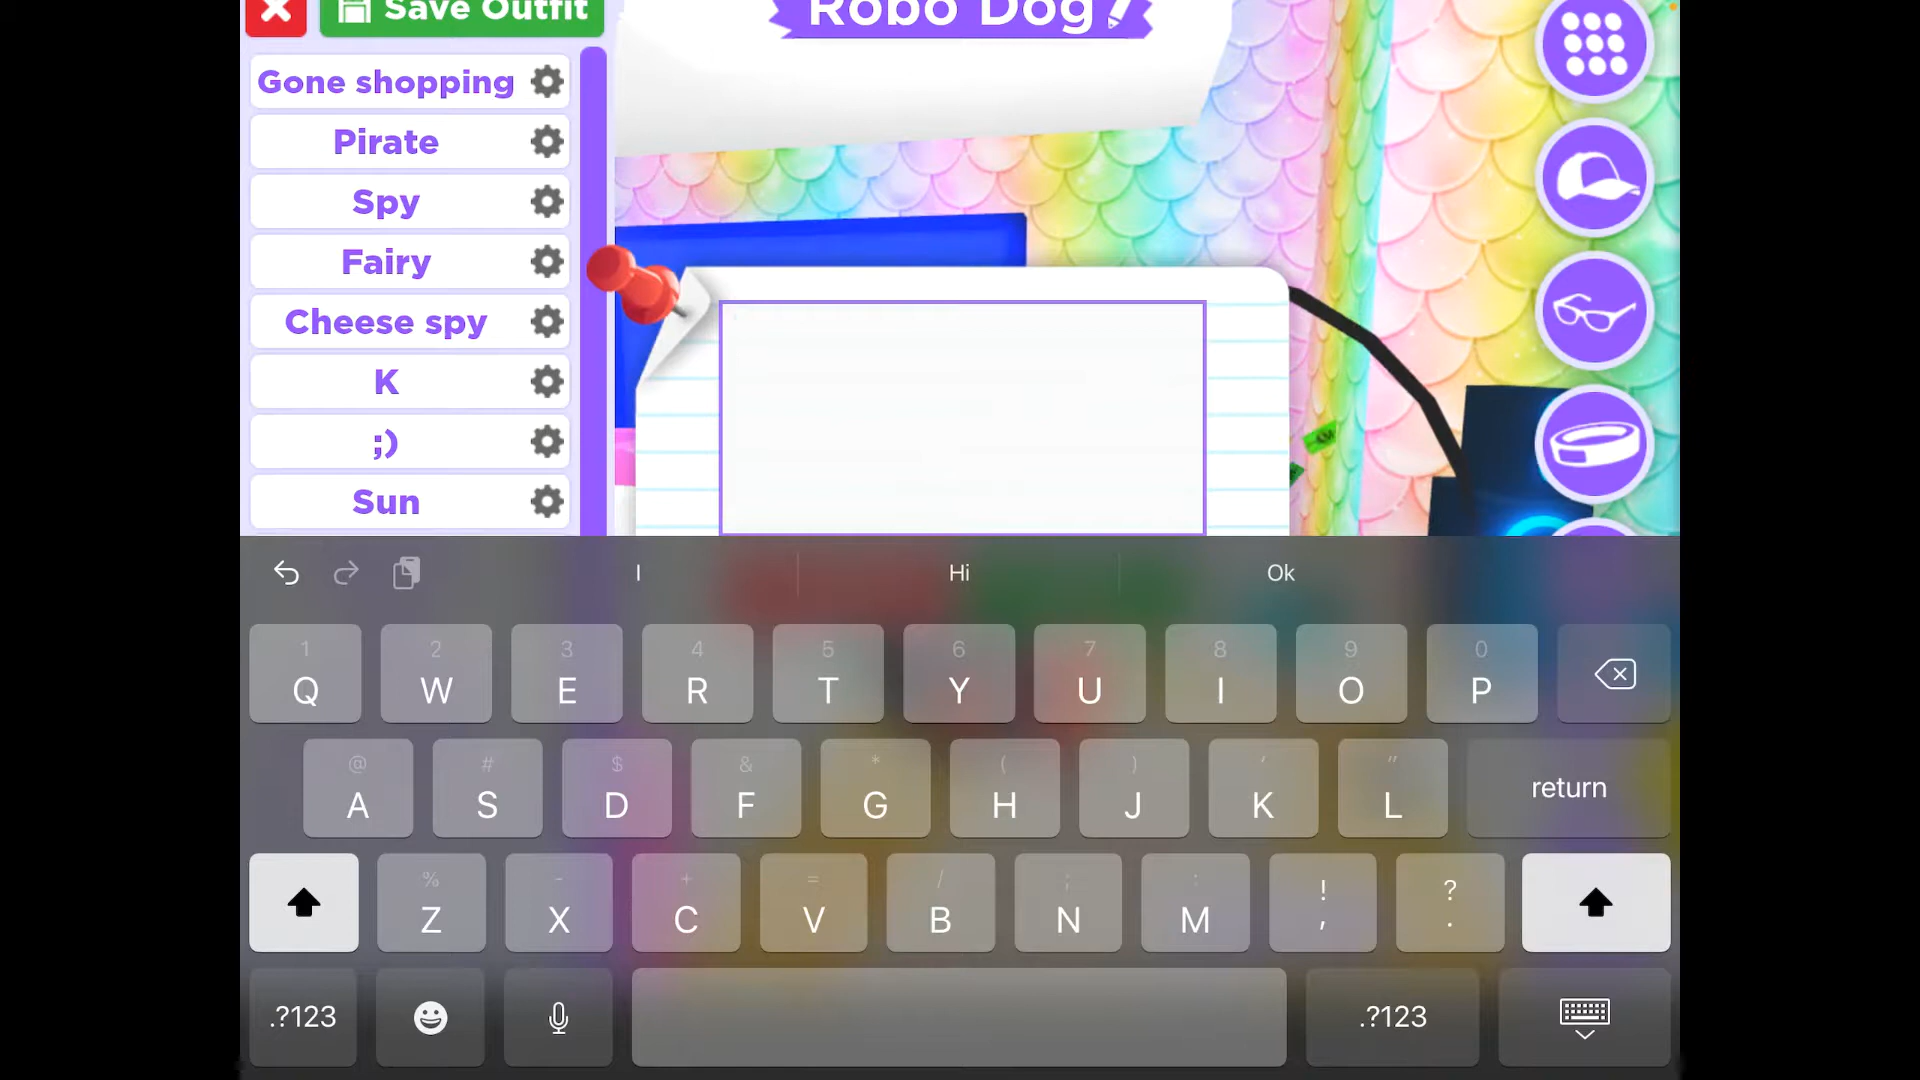 Save Outfit
Robo Dog
Gone shopping
Pirate
Spy
Fairy
Cheese spy
K
;)
Sun
I Hi Ok
1 2 3 4 5 6 7 8 9 0
Q W E R T Y U I O P
@ # $ & * ( ) ' "
A S D F G H J K L return
% - + = / ; : ! ?
Z X C V B N M , .
.?123 .?123